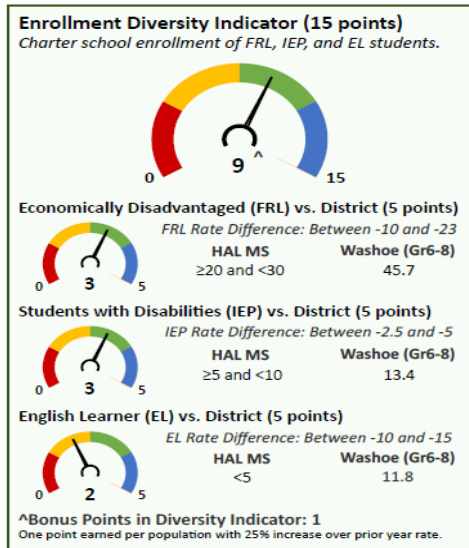 Enrollment Diversity Indicator (15 points)
Charter school enrollment of FRL, IEP, and EL students.
0 9 ^ 15
Economically Disadvantaged (FRL) vs. District (5 points)
FRL Rate Difference: Between -10 and -23
HAL MS Washoe (Gr6-8)
≥20 and <30 45.7
0 3 5
Students with Disabilities (IEP) vs. District (5 points)
IEP Rate Difference: Between -2.5 and -5
HAL MS Washoe (Gr6-8)
≥5 and <10 13.4
0 3 5
English Learner (EL) vs. District (5 points)
EL Rate Difference: Between -10 and -15
HAL MS Washoe (Gr6-8)
<5 11.8
0 2 5
^Bonus Points in Diversity Indicator: 1
One point earned per population with 25% increase over prior year rate.